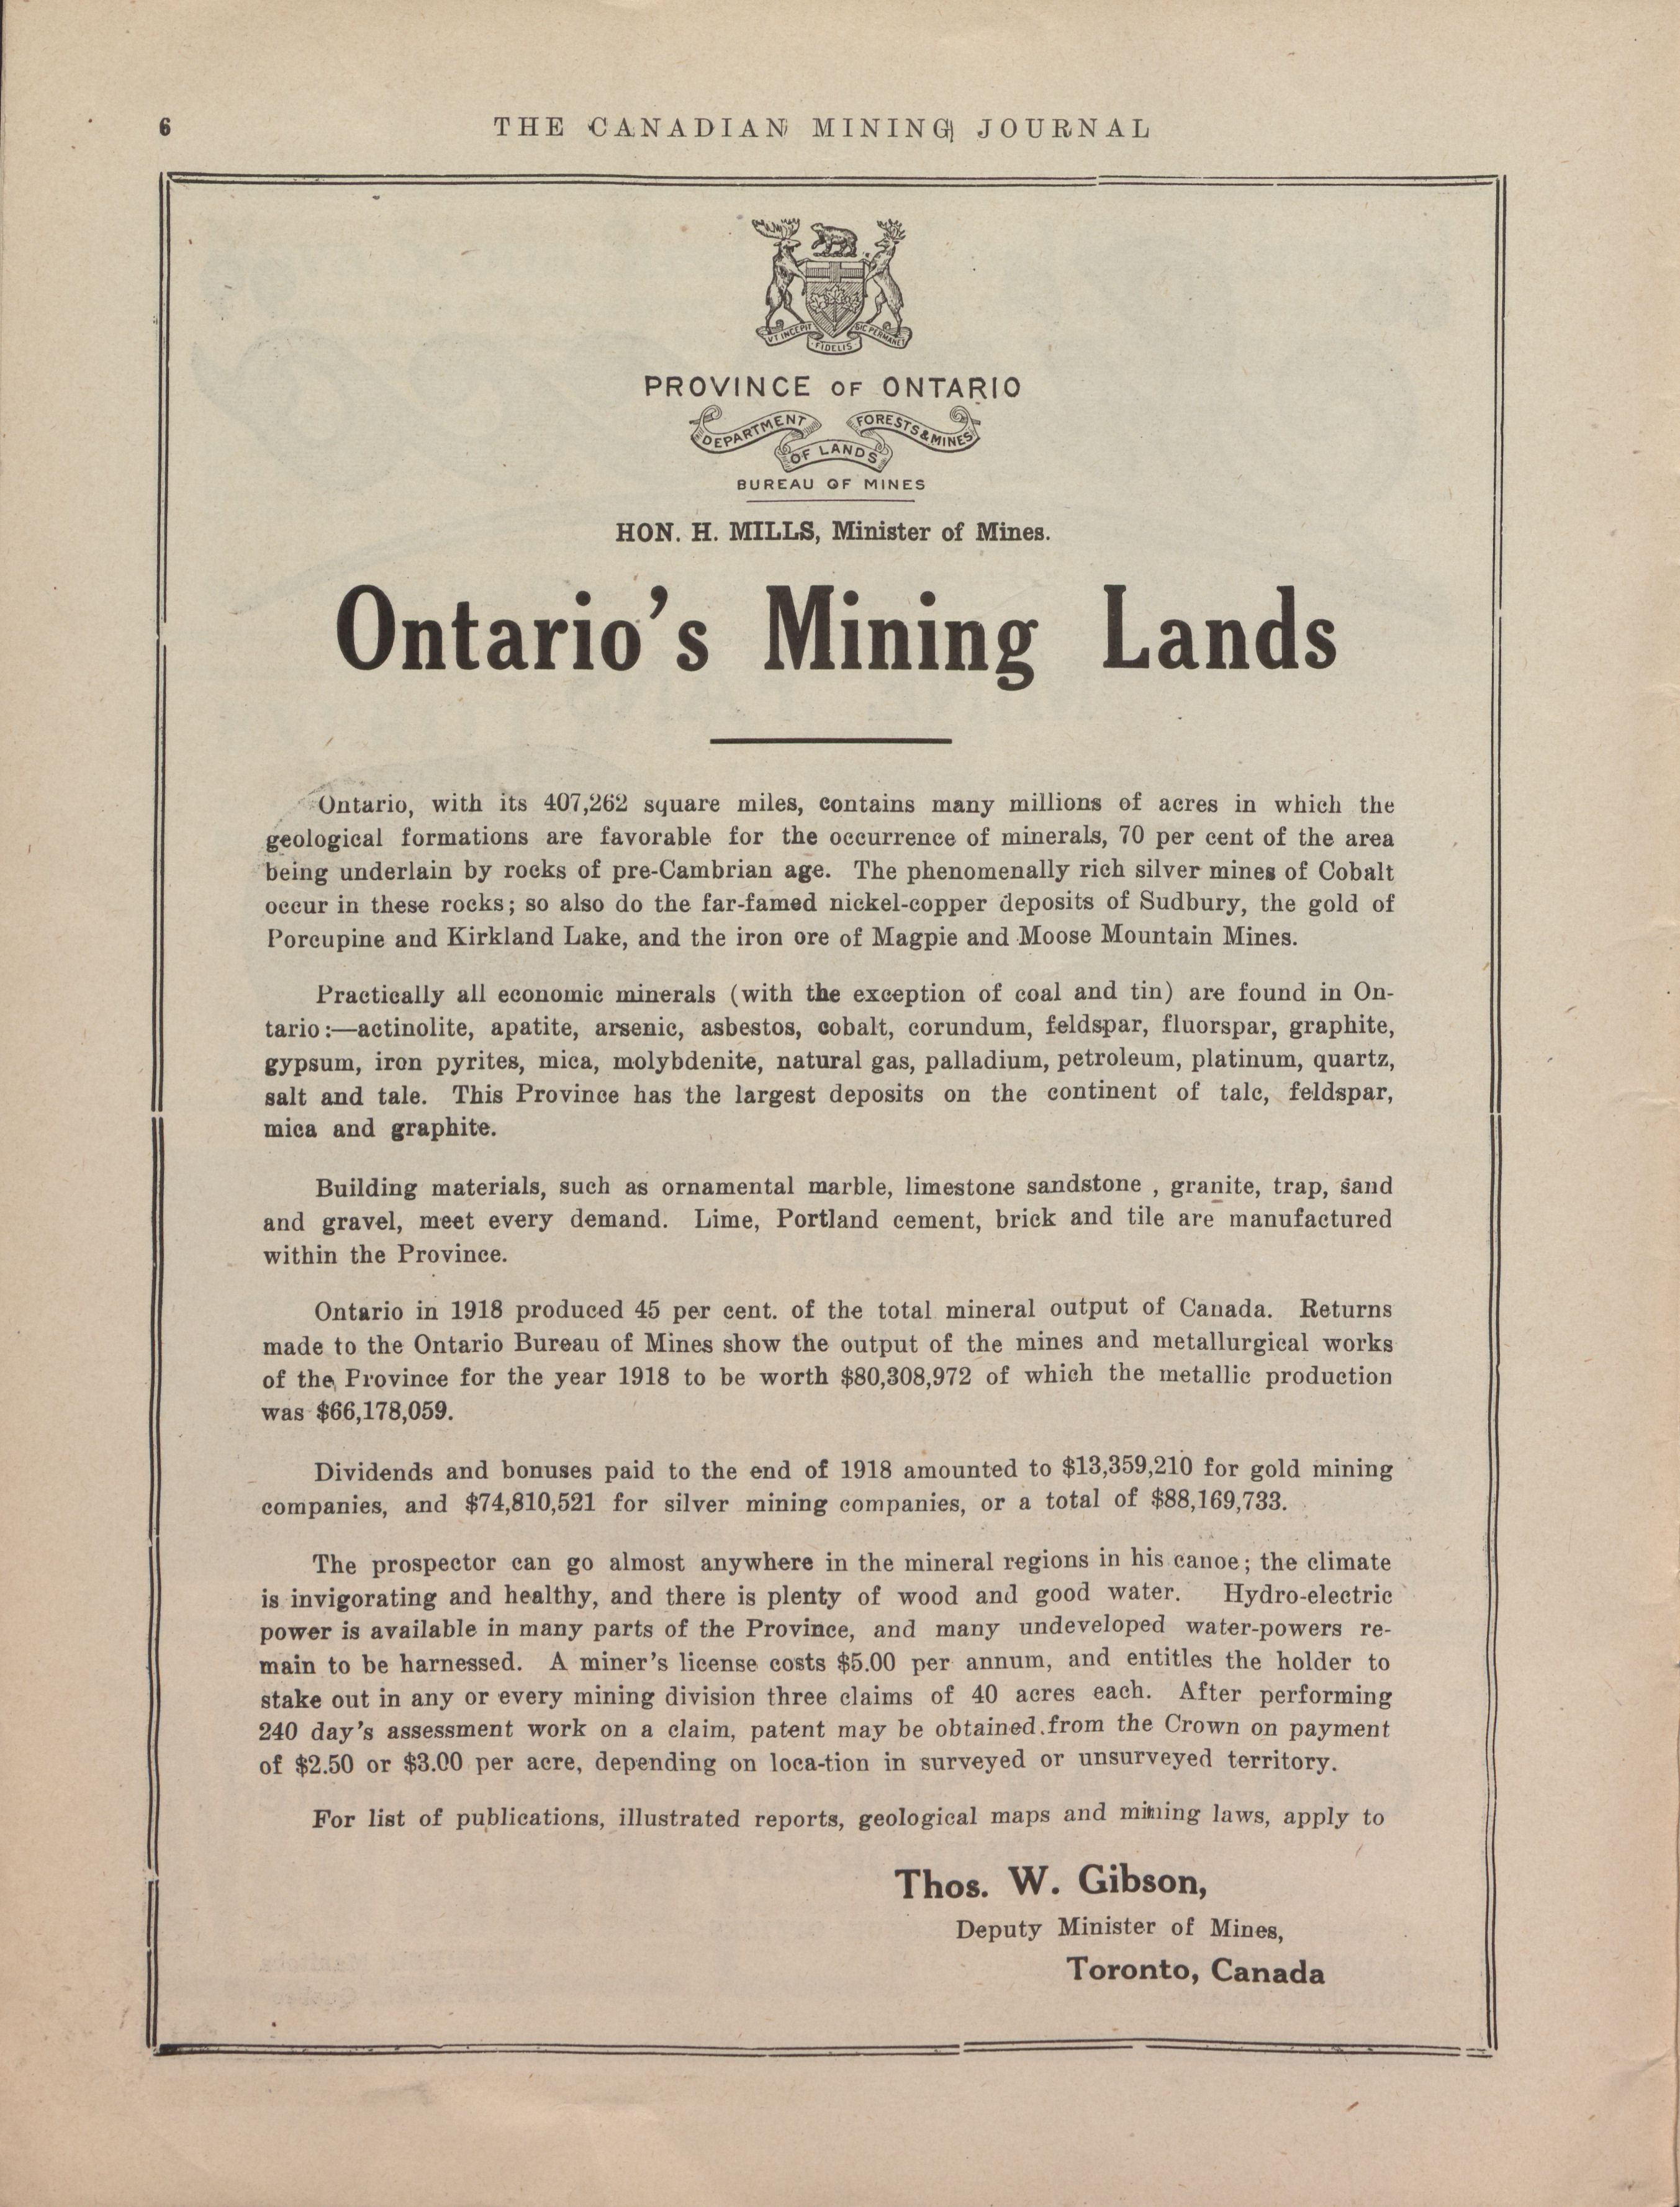 6
THE CANADIAN MINING JOURNAL
VT INCEPIT
FIDELIS
SIC PERMANET
PROVINCE OF ONTARIO
DEPARTMENT
OF LANDS
FORESTS & MINES
BUREAU OF MINES
HON. H. MILLS, Minister of Mines.
Ontario's Mining Lands
Ontario, with its 407,262 square miles, contains many millions of acres in which the
geological formations are favorable for the occurrence of minerals, 70 per cent of the area
being underlain by rocks of pre-Cambrian age. The phenomenally rich silver mines of Cobalt
occur in these rocks; so also do the far-famed nickel-copper deposits of Sudbury, the gold of
Porcupine and Kirkland Lake, and the iron ore of Magpie and Moose Mountain Mines.
Practically all economic minerals (with the exception of coal and tin) are found in On-
tario:—actinolite, apatite, arsenic, asbestos, cobalt, corundum, feldspar, fluorspar, graphite,
gypsum, iron pyrites, mica, molybdenite, natural gas, palladium, petroleum, platinum, quartz,
salt and tale. This Province has the largest deposits on the continent of talc, feldspar,
mica and graphite.
Building materials, such as ornamental marble, limestone sandstone , granite, trap, sand
and gravel, meet every demand. Lime, Portland cement, brick and tile are manufactured
within the Province.
Ontario in 1918 produced 45 per cent. of the total mineral output of Canada. Returns
made to the Ontario Bureau of Mines show the output of the mines and metallurgical works
of the Province for the year 1918 to be worth $80,308,972 of which the metallic production
was $66,178,059.
Dividends and bonuses paid to the end of 1918 amounted to $13,359,210 for gold mining
companies, and $74,810,521 for silver mining companies, or a total of $88,169,733.
The prospector can go almost anywhere in the mineral regions in his canoe; the climate
is invigorating and healthy, and there is plenty of wood and good water. Hydro-electric
power is available in many parts of the Province, and many undeveloped water-powers re-
main to be harnessed. A miner's license costs $5.00 per annum, and entitles the holder to
stake out in any or every mining division three claims of 40 acres each. After performing
240 day's assessment work on a claim, patent may be obtained from the Crown on payment
of $2.50 or $3.00 per acre, depending on loca-tion in surveyed or unsurveyed territory.
For list of publications, illustrated reports, geological maps and mining laws, apply to
Thos. W. Gibson,
Deputy Minister of Mines,
Toronto, Canada